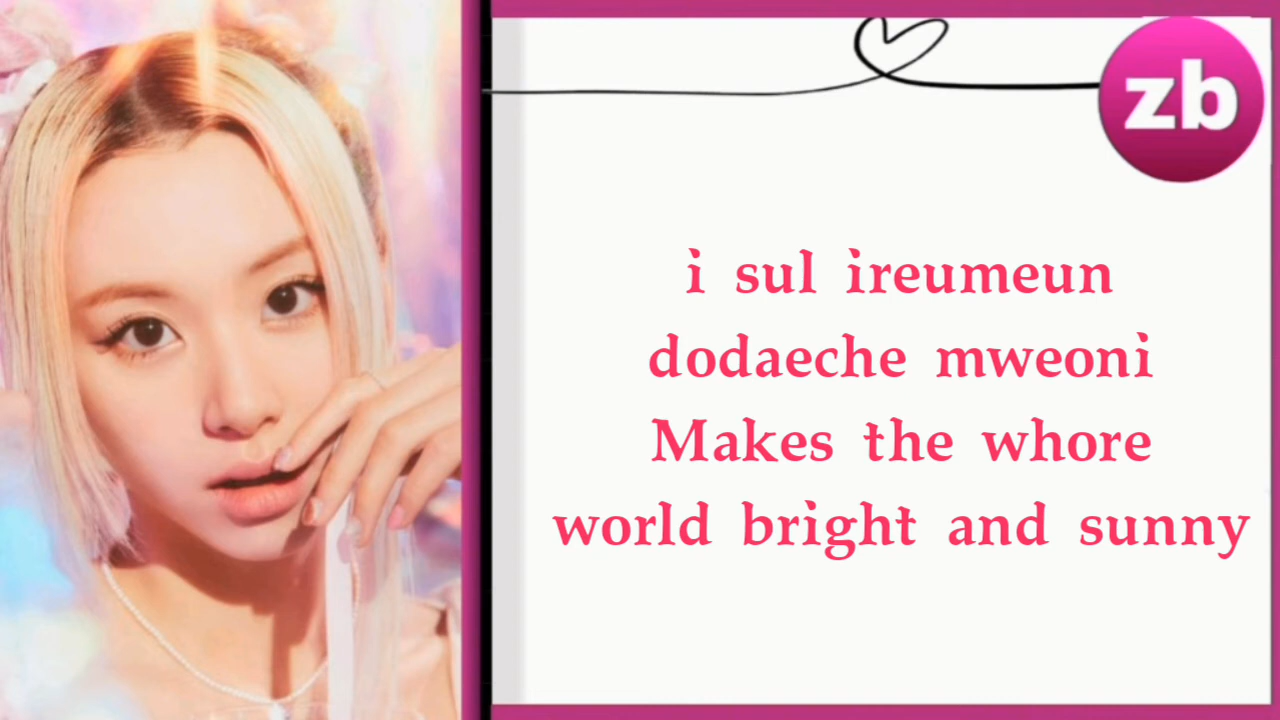 zb
i sul ireumeun
dodaeche mweoni
Makes the whore
world bright and sunny